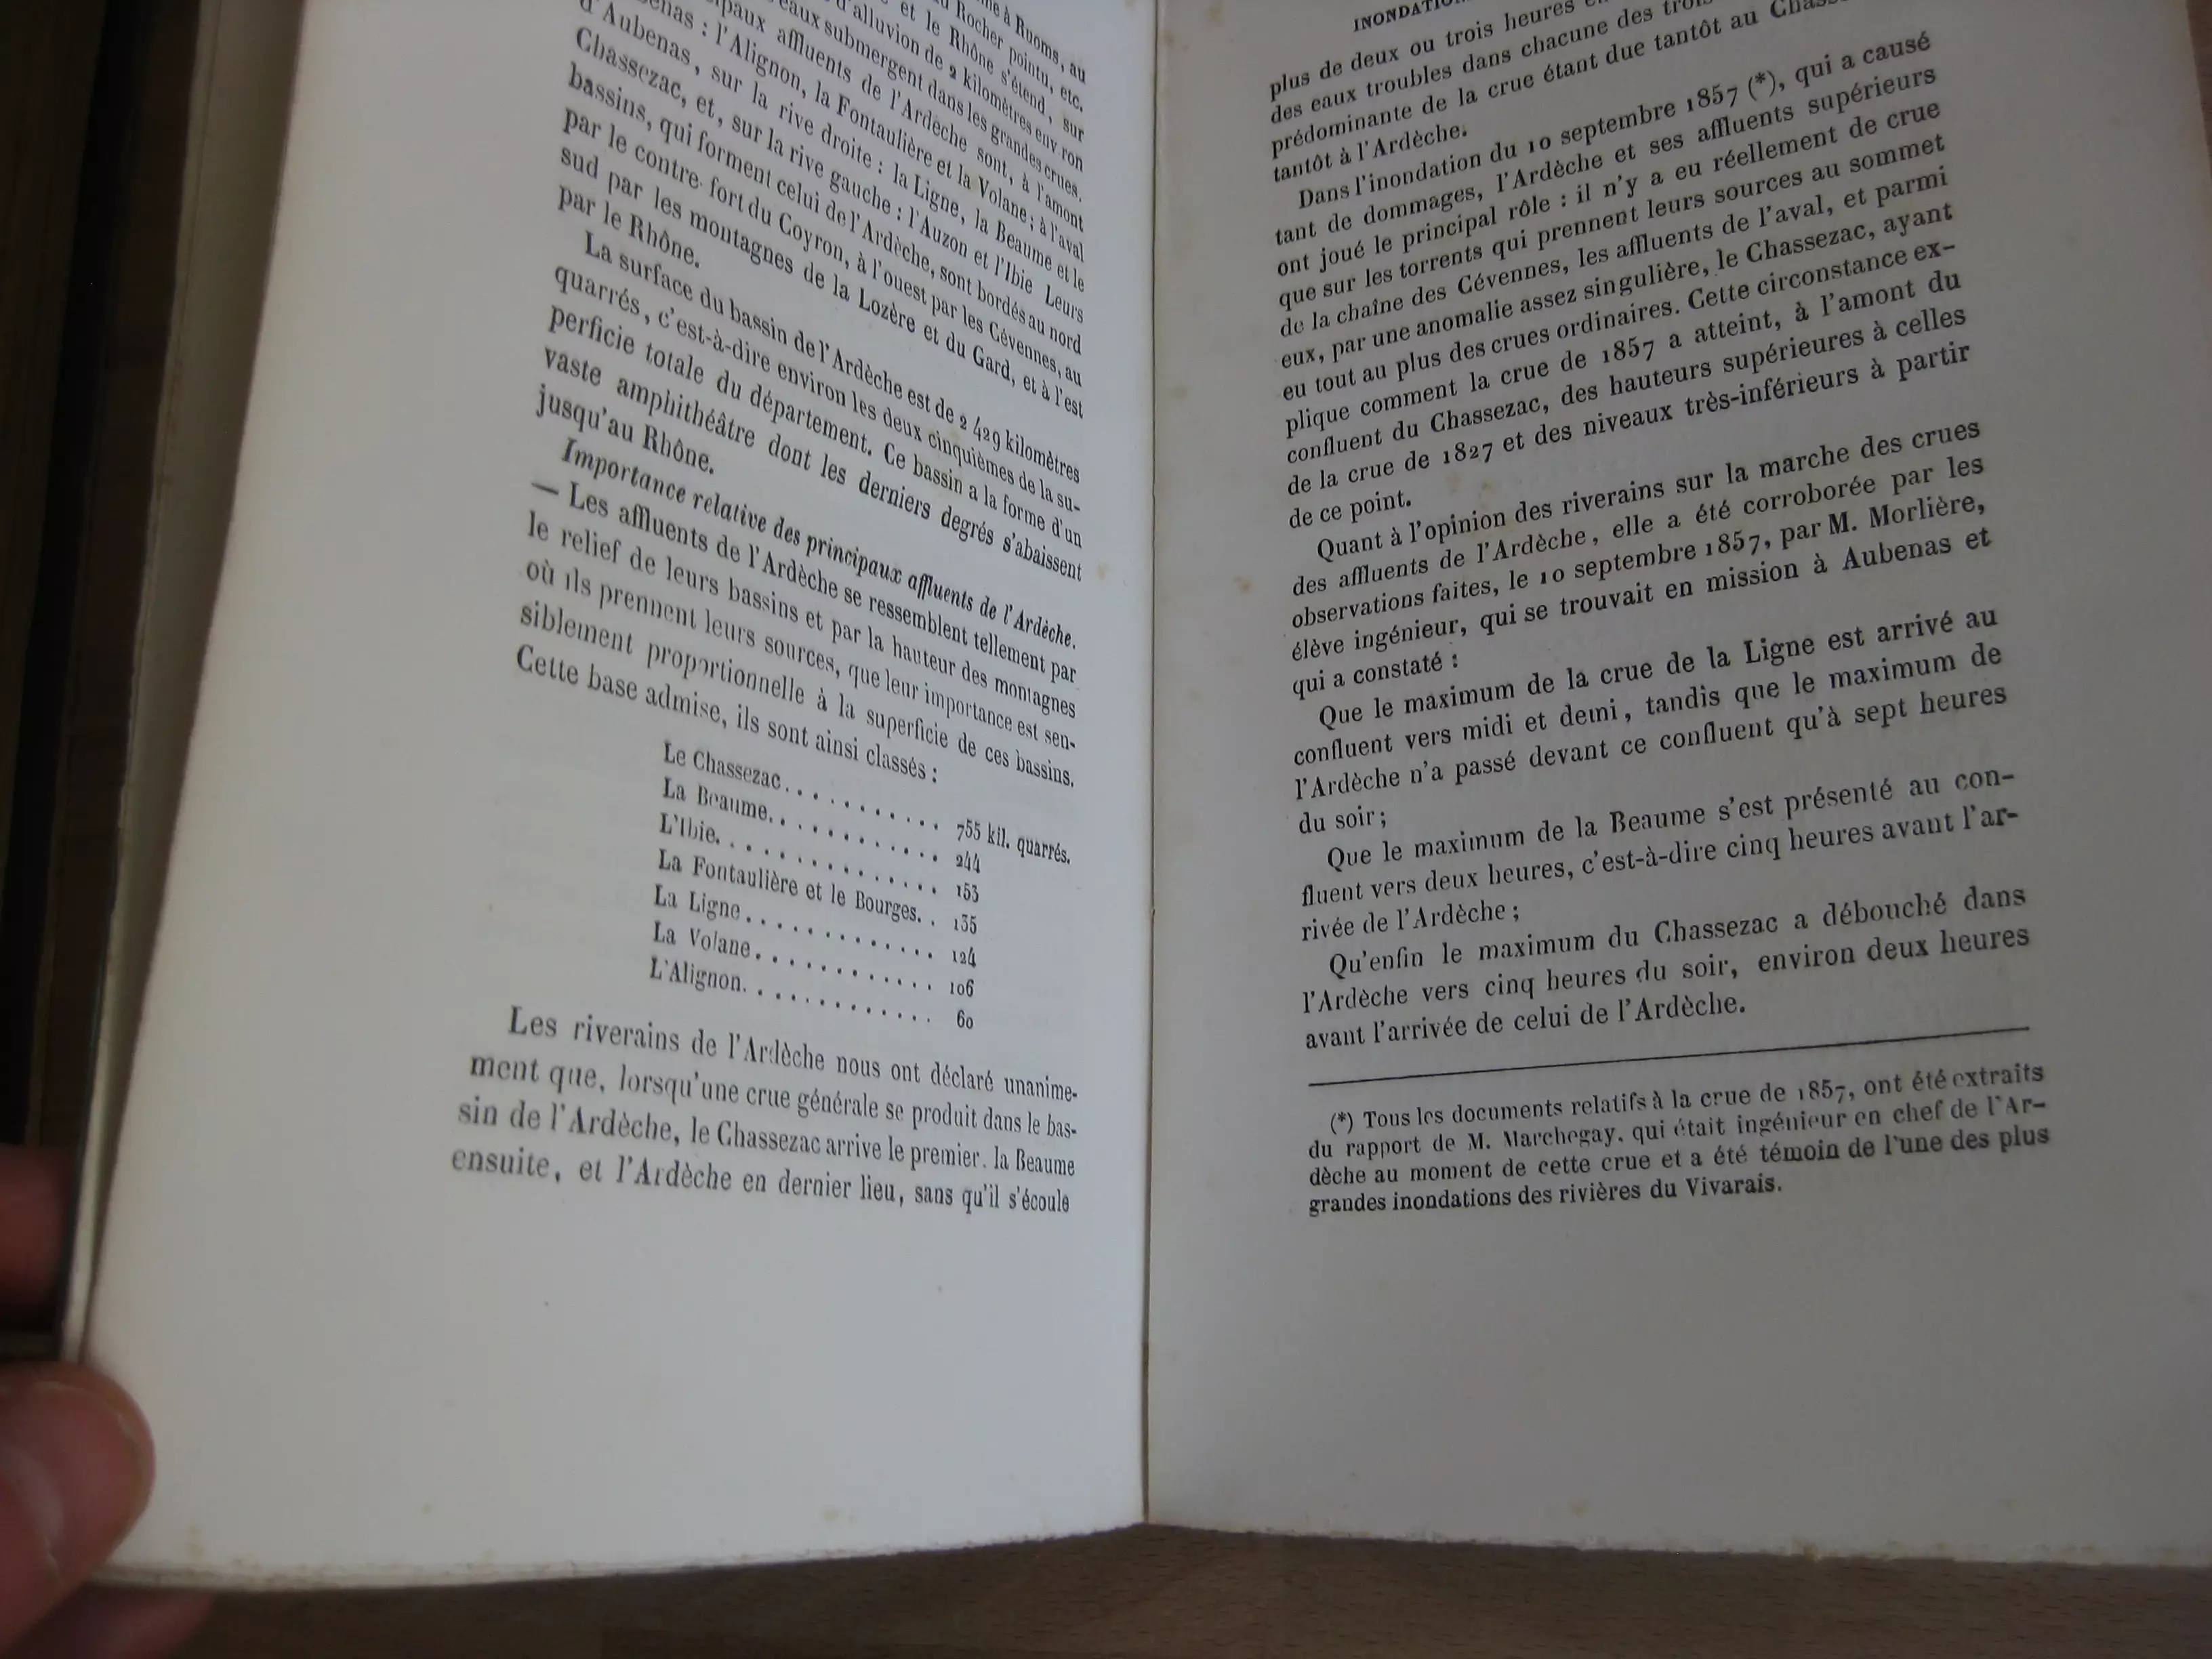 à Ruoms, au
Rocher pointu, etc.
et le Rhône s'étend, sur
d'alluvion de 2 kilomètres environ
eaux submergent dans les grandes crues.
affluents de l'Ardèche sont, à l'amont
: l'Alignon, la Fontaulière et la Volane ; à l'aval
d'Aubenas, sur la rive droite : la Ligne, la Beaume et le
Chassezac, et, sur la rive gauche : l'Auzon et l'Ibie Leurs
bassins, qui forment celui de l'Ardèche, sont bordés au nord
par le contre-fort du Coyron, à l'ouest par les Cévennes, au
sud par les montagnes de la Lozère et du Gard, et à l'est
par le Rhône.
La surface du bassin de l'Ardèche est de 2 429 kilomètres
quarrés, c'est-à-dire environ les deux cinquièmes de la su-
perficie totale du département. Ce bassin a la forme d'un
vaste amphithéâtre dont les derniers degrés s'abaissent
jusqu'au Rhône.
Importance relative des principaux affluents de l'Ardèche.
— Les affluents de l'Ardèche se ressemblent tellement par
le relief de leurs bassins et par la hauteur des montagnes
où ils prennent leurs sources, que leur importance est sen-
siblement proportionnelle à la superficie de ces bassins.
Cette base admise, ils sont ainsi classés :
Le Chassezac. . . . . . . . . . . 755 kil. quarrés.
La Beaume. . . . . . . . . . . . 244
L'Ibie. . . . . . . . . . . . . . 153
La Fontaulière et le Bourges. . 135
La Ligne. . . . . . . . . . . . . 124
La Volane. . . . . . . . . . . . 106
L'Alignon. . . . . . . . . . . . 60
Les riverains de l'Ardèche nous ont déclaré unanime-
ment que, lorsqu'une crue générale se produit dans le bas-
sin de l'Ardèche, le Chassezac arrive le premier, la Beaume
ensuite, et l'Ardèche en dernier lieu, sans qu'il s'écoule
plus de deux ou trois heures
des eaux troubles dans chacune des trois
prédominante de la crue étant due tantôt au
tantôt à l'Ardèche.
Dans l'inondation du 10 septembre 1857 (*), qui a causé
tant de dommages, l'Ardèche et ses affluents supérieurs
ont joué le principal rôle : il n'y a eu réellement de crue
que sur les torrents qui prennent leurs sources au sommet
de la chaîne des Cévennes, les affluents de l'aval, et parmi
eux, par une anomalie assez singulière, le Chassezac, ayant
eu tout au plus des crues ordinaires. Cette circonstance ex-
plique comment la crue de 1857 a atteint, à l'amont du
confluent du Chassezac, des hauteurs supérieures à celles
de la crue de 1827 et des niveaux très-inférieurs à partir
de ce point.
Quant à l'opinion des riverains sur la marche des crues
des affluents de l'Ardèche, elle a été corroborée par les
observations faites, le 10 septembre 1857, par M. Morlière,
élève ingénieur, qui se trouvait en mission à Aubenas et
qui a constaté :
Que le maximum de la crue de la Ligne est arrivé au
confluent vers midi et demi, tandis que le maximum de
l'Ardèche n'a passé devant ce confluent qu'à sept heures
du soir ;
Que le maximum de la Beaume s'est présenté au con-
fluent vers deux heures, c'est-à-dire cinq heures avant l'ar-
rivée de l'Ardèche ;
Qu'enfin le maximum du Chassezac a débouché dans
l'Ardèche vers cinq heures du soir, environ deux heures
avant l'arrivée de celui de l'Ardèche.
(*) Tous les documents relatifs à la crue de 1857, ont été extraits
du rapport de M. Marchegay, qui était ingénieur en chef de l'Ar-
dèche au moment de cette crue et a été témoin de l'une des plus
grandes inondations des rivières du Vivarais.